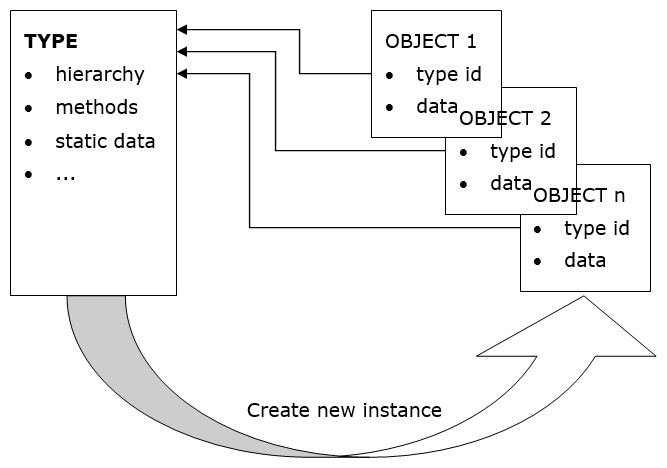 TYPE
• hierarchy
• methods
• static data
• ...
OBJECT 1
• type id
• data
OBJECT 2
• type id
• data
OBJECT n
• type id
• data
Create new instance